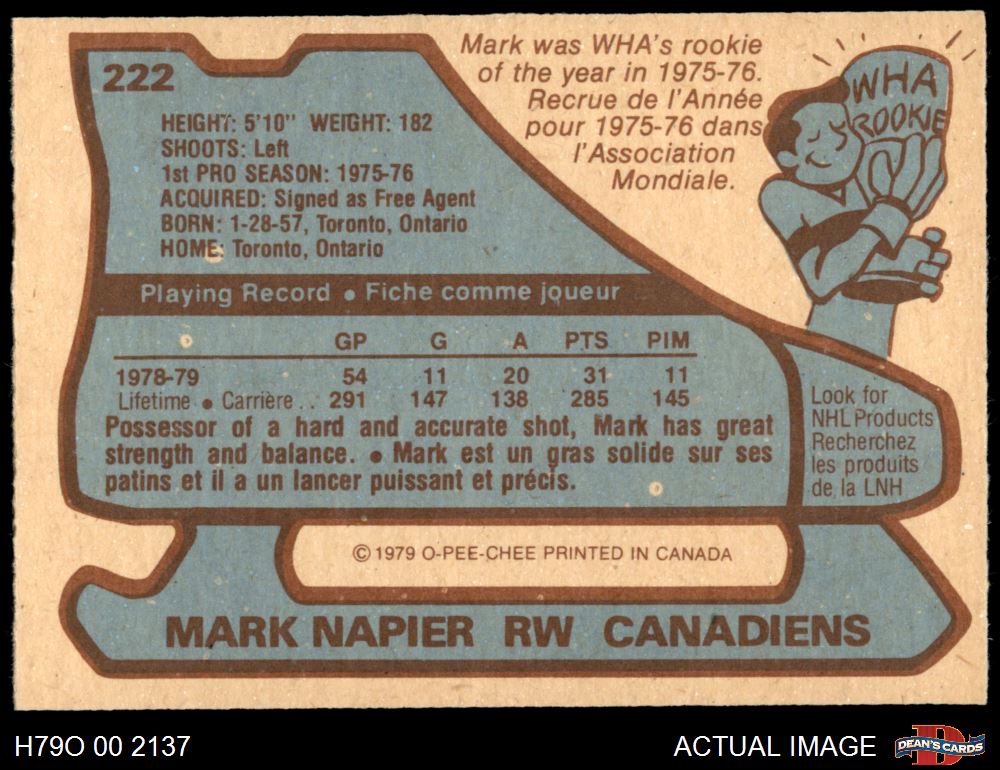 222
Mark was WHA's rookie
of the year in 1975-76.
Recrue de l'Année
pour 1975-76 dans
l'Association
Mondiale.
WHA
ROOKIE
HEIGHT: 5'10" WEIGHT: 182
SHOOTS: Left
1st PRO SEASON: 1975-76
ACQUIRED: Signed as Free Agent
BORN: 1-28-57, Toronto, Ontario
HOME: Toronto, Ontario
Playing Record • Fiche comme joueur
GP G A PTS PIM
1978-79 54 11 20 31 11
Lifetime • Carrière . . 291 147 138 285 145
Possessor of a hard and accurate shot, Mark has great
strength and balance. • Mark est un gras solide sur ses
patins et il a un lancer puissant et précis.
Look for
NHL Products
Recherchez
les produits
de la LNH
© 1979 O-PEE-CHEE PRINTED IN CANADA
MARK NAPIER RW CANADIENS
H79O 00 2137
ACTUAL IMAGE
D
DEAN'S CARDS